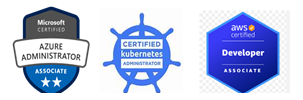 Microsoft
CERTIFIED
AZURE
ADMINISTRATOR
ASSOCIATE
CERTIFIED
kubernetes
ADMINISTRATOR
aws
certified
Developer
ASSOCIATE